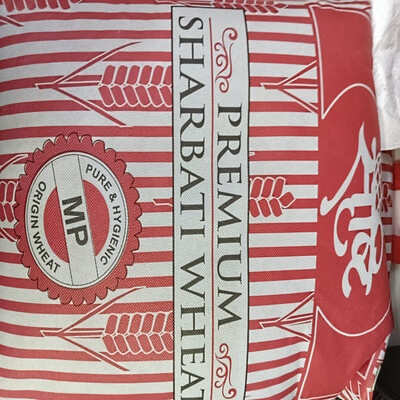 PREMIUM
SHARBATI WHEAT
PURE & HYGIENIC
MP
ORIGIN WHEAT